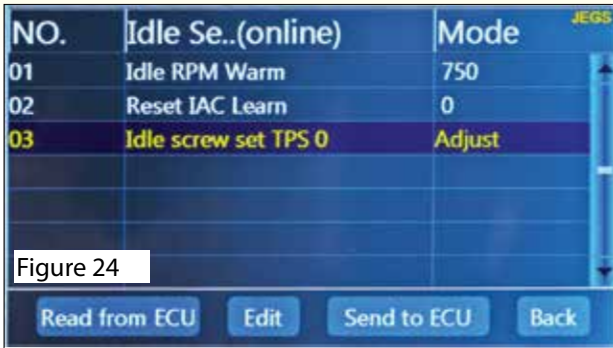 JEGS
NO. Idle Se..(online) Mode
01 Idle RPM Warm 750
02 Reset IAC Learn 0
03 Idle screw set TPS 0 Adjust
Figure 24
Read from ECU Edit Send to ECU Back